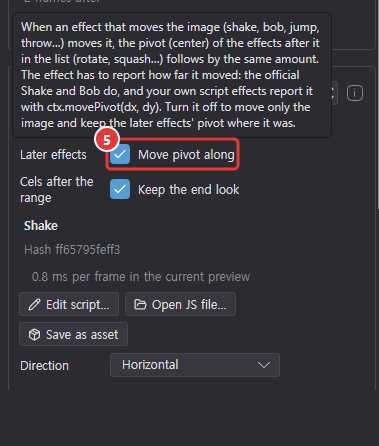 When an effect that moves the image (shake, bob, jump,
throw...) moves it, the pivot (center) of the effects after it
in the list (rotate, squash...) follows by the same amount.
The effect has to report how far it moved: the official
Shake and Bob do, and your own script effects report it
with ctx.movePivot(dx, dy). Turn it off to move only the
image and keep the later effects' pivot where it was.
5
Later effects Move pivot along
Cels after the
range Keep the end look
Shake
Hash ff65795feff3
0.8 ms per frame in the current preview
Edit script... Open JS file...
Save as asset
Direction Horizontal